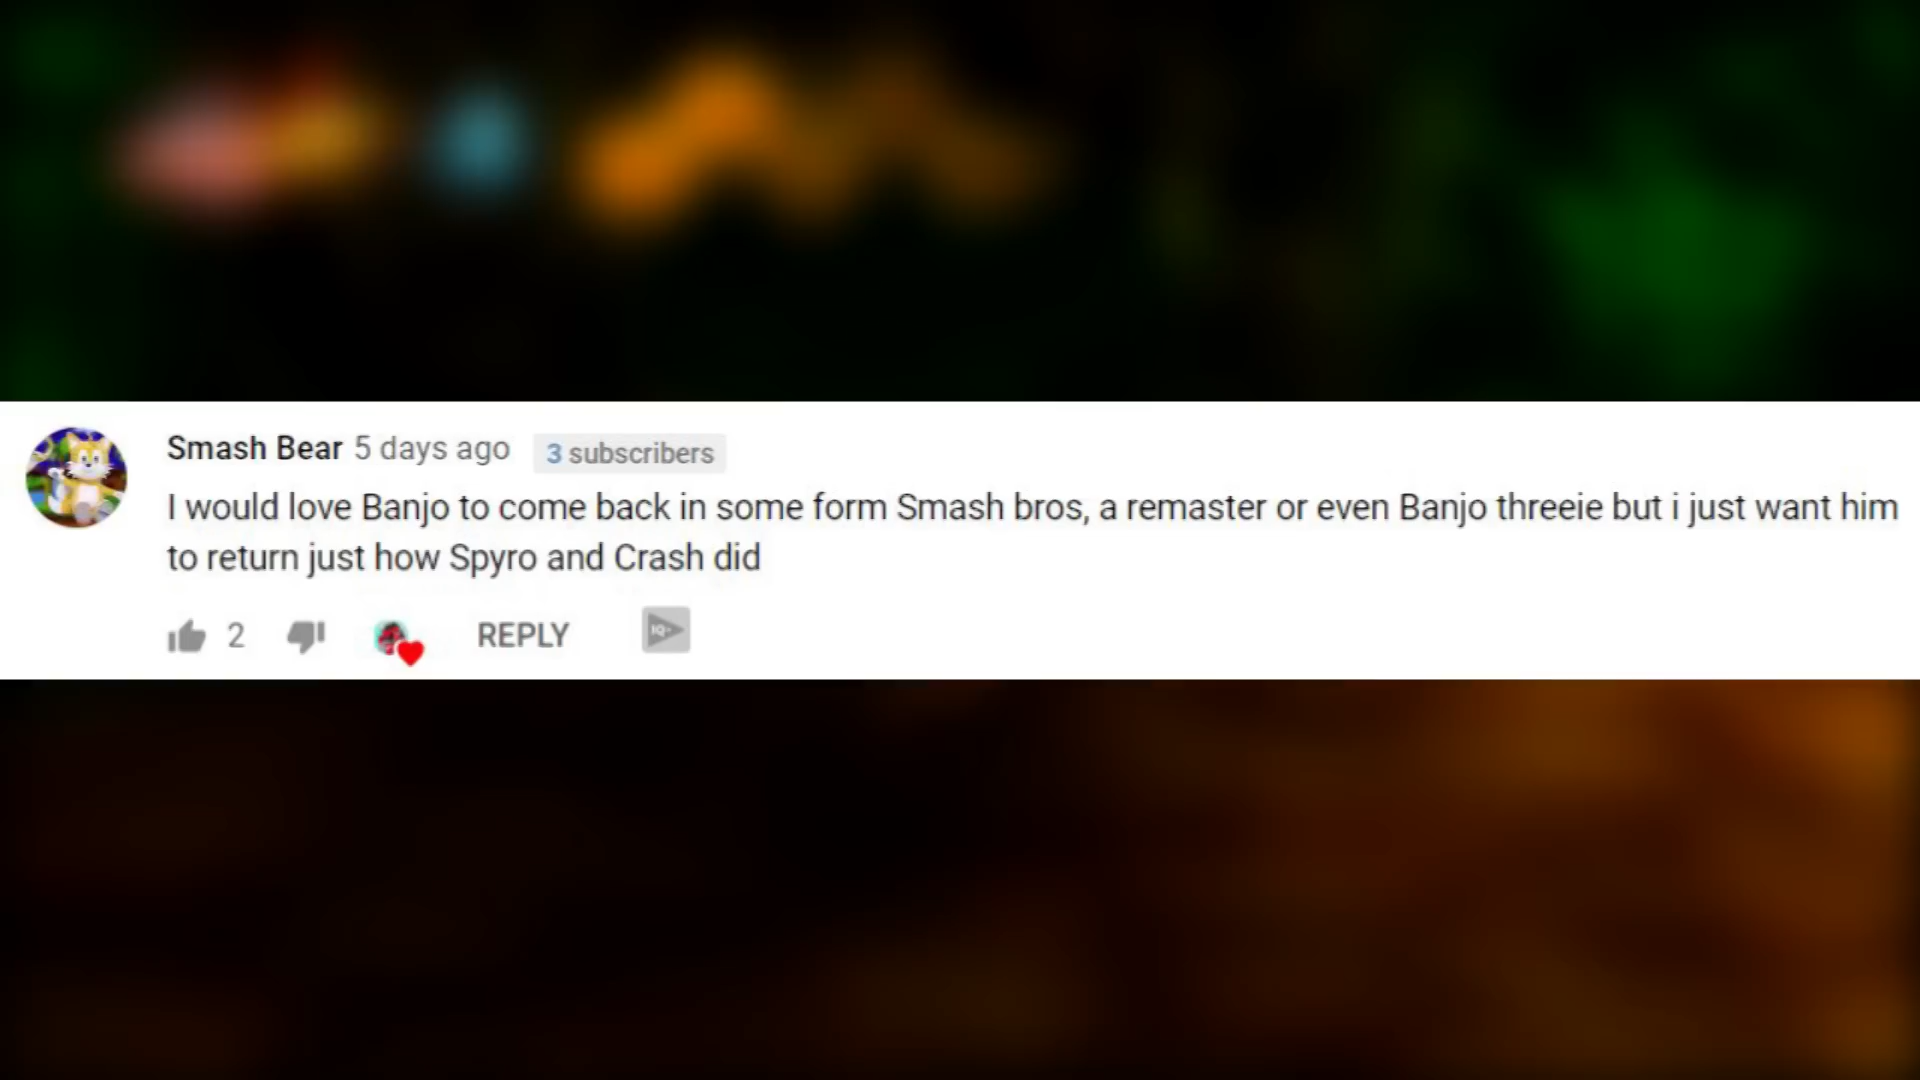 Smash Bear 5 days ago 3 subscribers
I would love Banjo to come back in some form Smash bros, a remaster or even Banjo threeie but i just want him
to return just how Spyro and Crash did
2 REPLY IQ